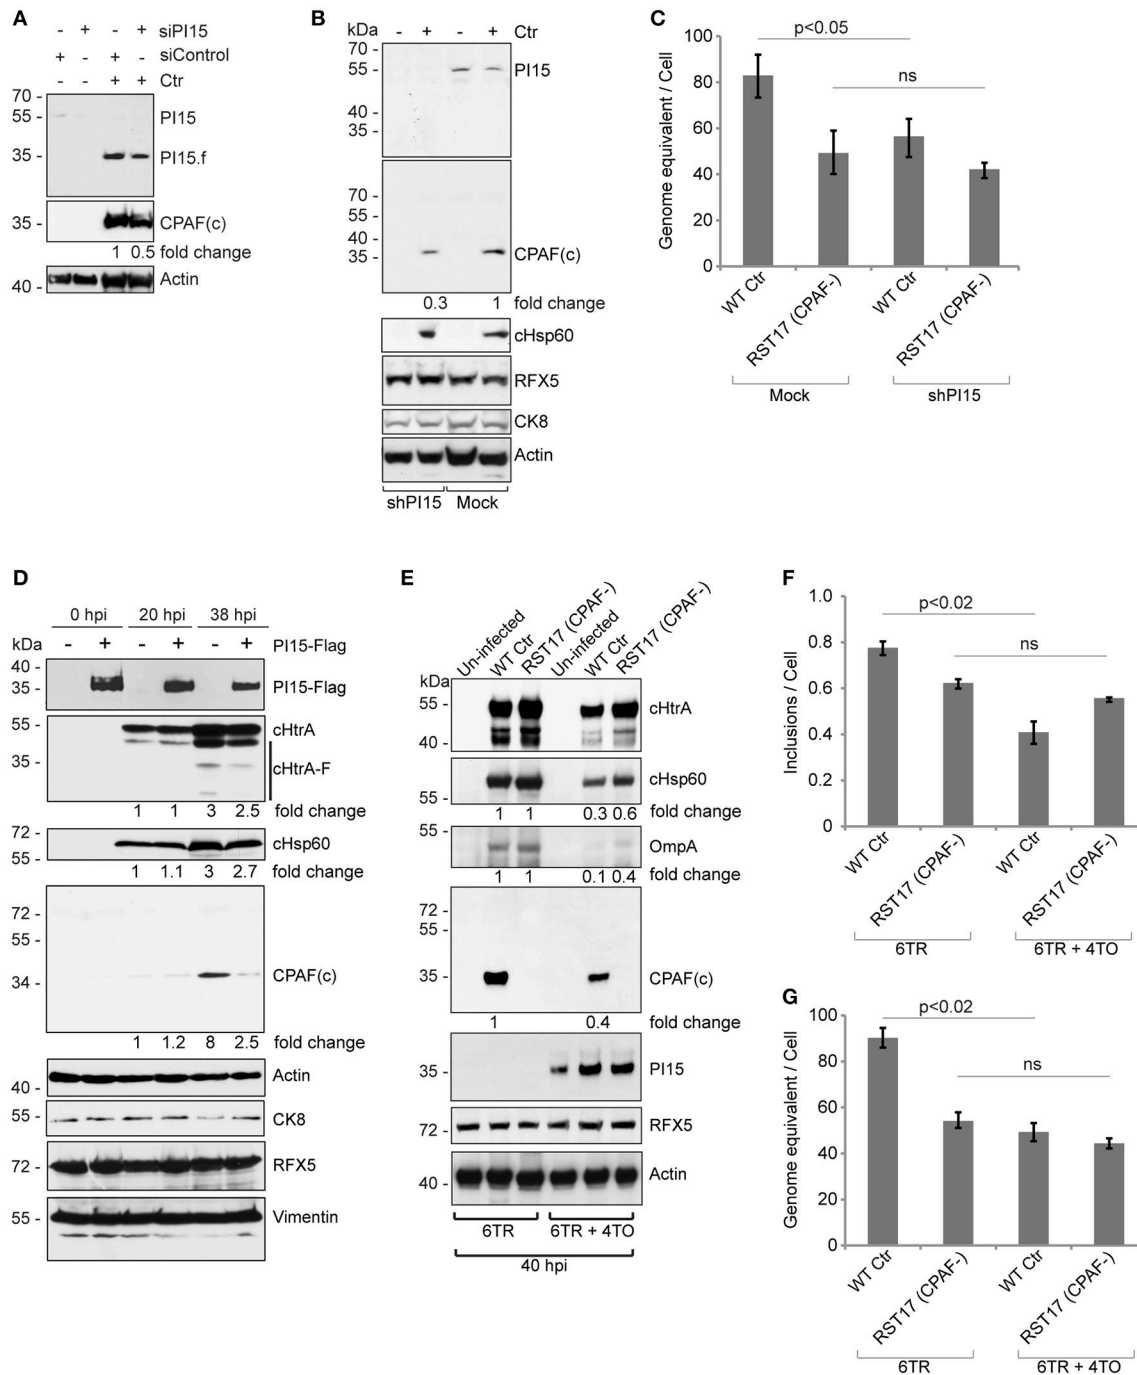 A
- + - + siPI15
+ - + - siControl
- - + + Ctr
70 -
55 - PI15
35 - PI15.f
35 - CPAF(c)
1 0.5 fold change
40 - Actin
B
kDa - + - + Ctr
70 -
55 - PI15
40 -
35 -
70 -
55 -
40 -
35 - CPAF(c)
0.3 1 fold change
cHsp60
RFX5
CK8
Actin
shPI15 Mock
C
Genome equivalent / Cell
100
80
60
40
20
0
p<0.05
ns
WT Ctr
RST17 (CPAF-)
WT Ctr
RST17 (CPAF-)
Mock
shPI15
D
0 hpi 20 hpi 38 hpi
kDa - + - + - + PI15-Flag
40 -
35 - PI15-Flag
55 - cHtrA
35 - cHtrA-F
1 1 3 2.5 fold change
72 -
55 - cHsp60
1 1.1 3 2.7 fold change
72 -
55 -
34 - CPAF(c)
1 1.2 8 2.5 fold change
40 - Actin
55 - CK8
72 - RFX5
55 - Vimentin
E
Un-infected
WT Ctr
RST17 (CPAF-)
Un-infected
WT Ctr
RST17 (CPAF-)
kDa
55 - cHtrA
40 -
55 - cHsp60
1 1 0.3 0.6 fold change
55 - OmpA
1 1 0.1 0.4 fold change
72 -
55 -
35 - CPAF(c)
1 0.4 fold change
35 - PI15
72 - RFX5
40 - Actin
6TR 6TR + 4TO
40 hpi
F
Inclusions / Cell
1.0
0.8
0.6
0.4
0.2
0
p<0.02
ns
WT Ctr
RST17 (CPAF-)
WT Ctr
RST17 (CPAF-)
6TR
6TR + 4TO
G
Genome equivalent / Cell
100
80
60
40
20
0
p<0.02
ns
WT Ctr
RST17 (CPAF-)
WT Ctr
RST17 (CPAF-)
6TR
6TR + 4TO